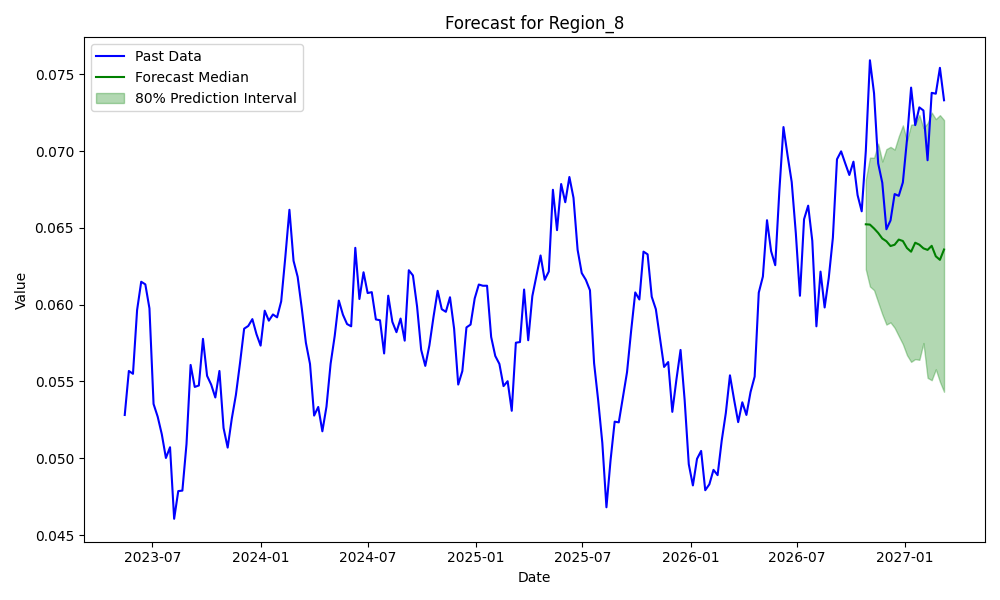 Forecast for Region_8
Past Data
Forecast Median
80% Prediction Interval
0.075
0.070
0.065
0.060
0.055
0.050
0.045
Value
2023-07
2024-01
2024-07
2025-01
2025-07
2026-01
2026-07
2027-01
Date